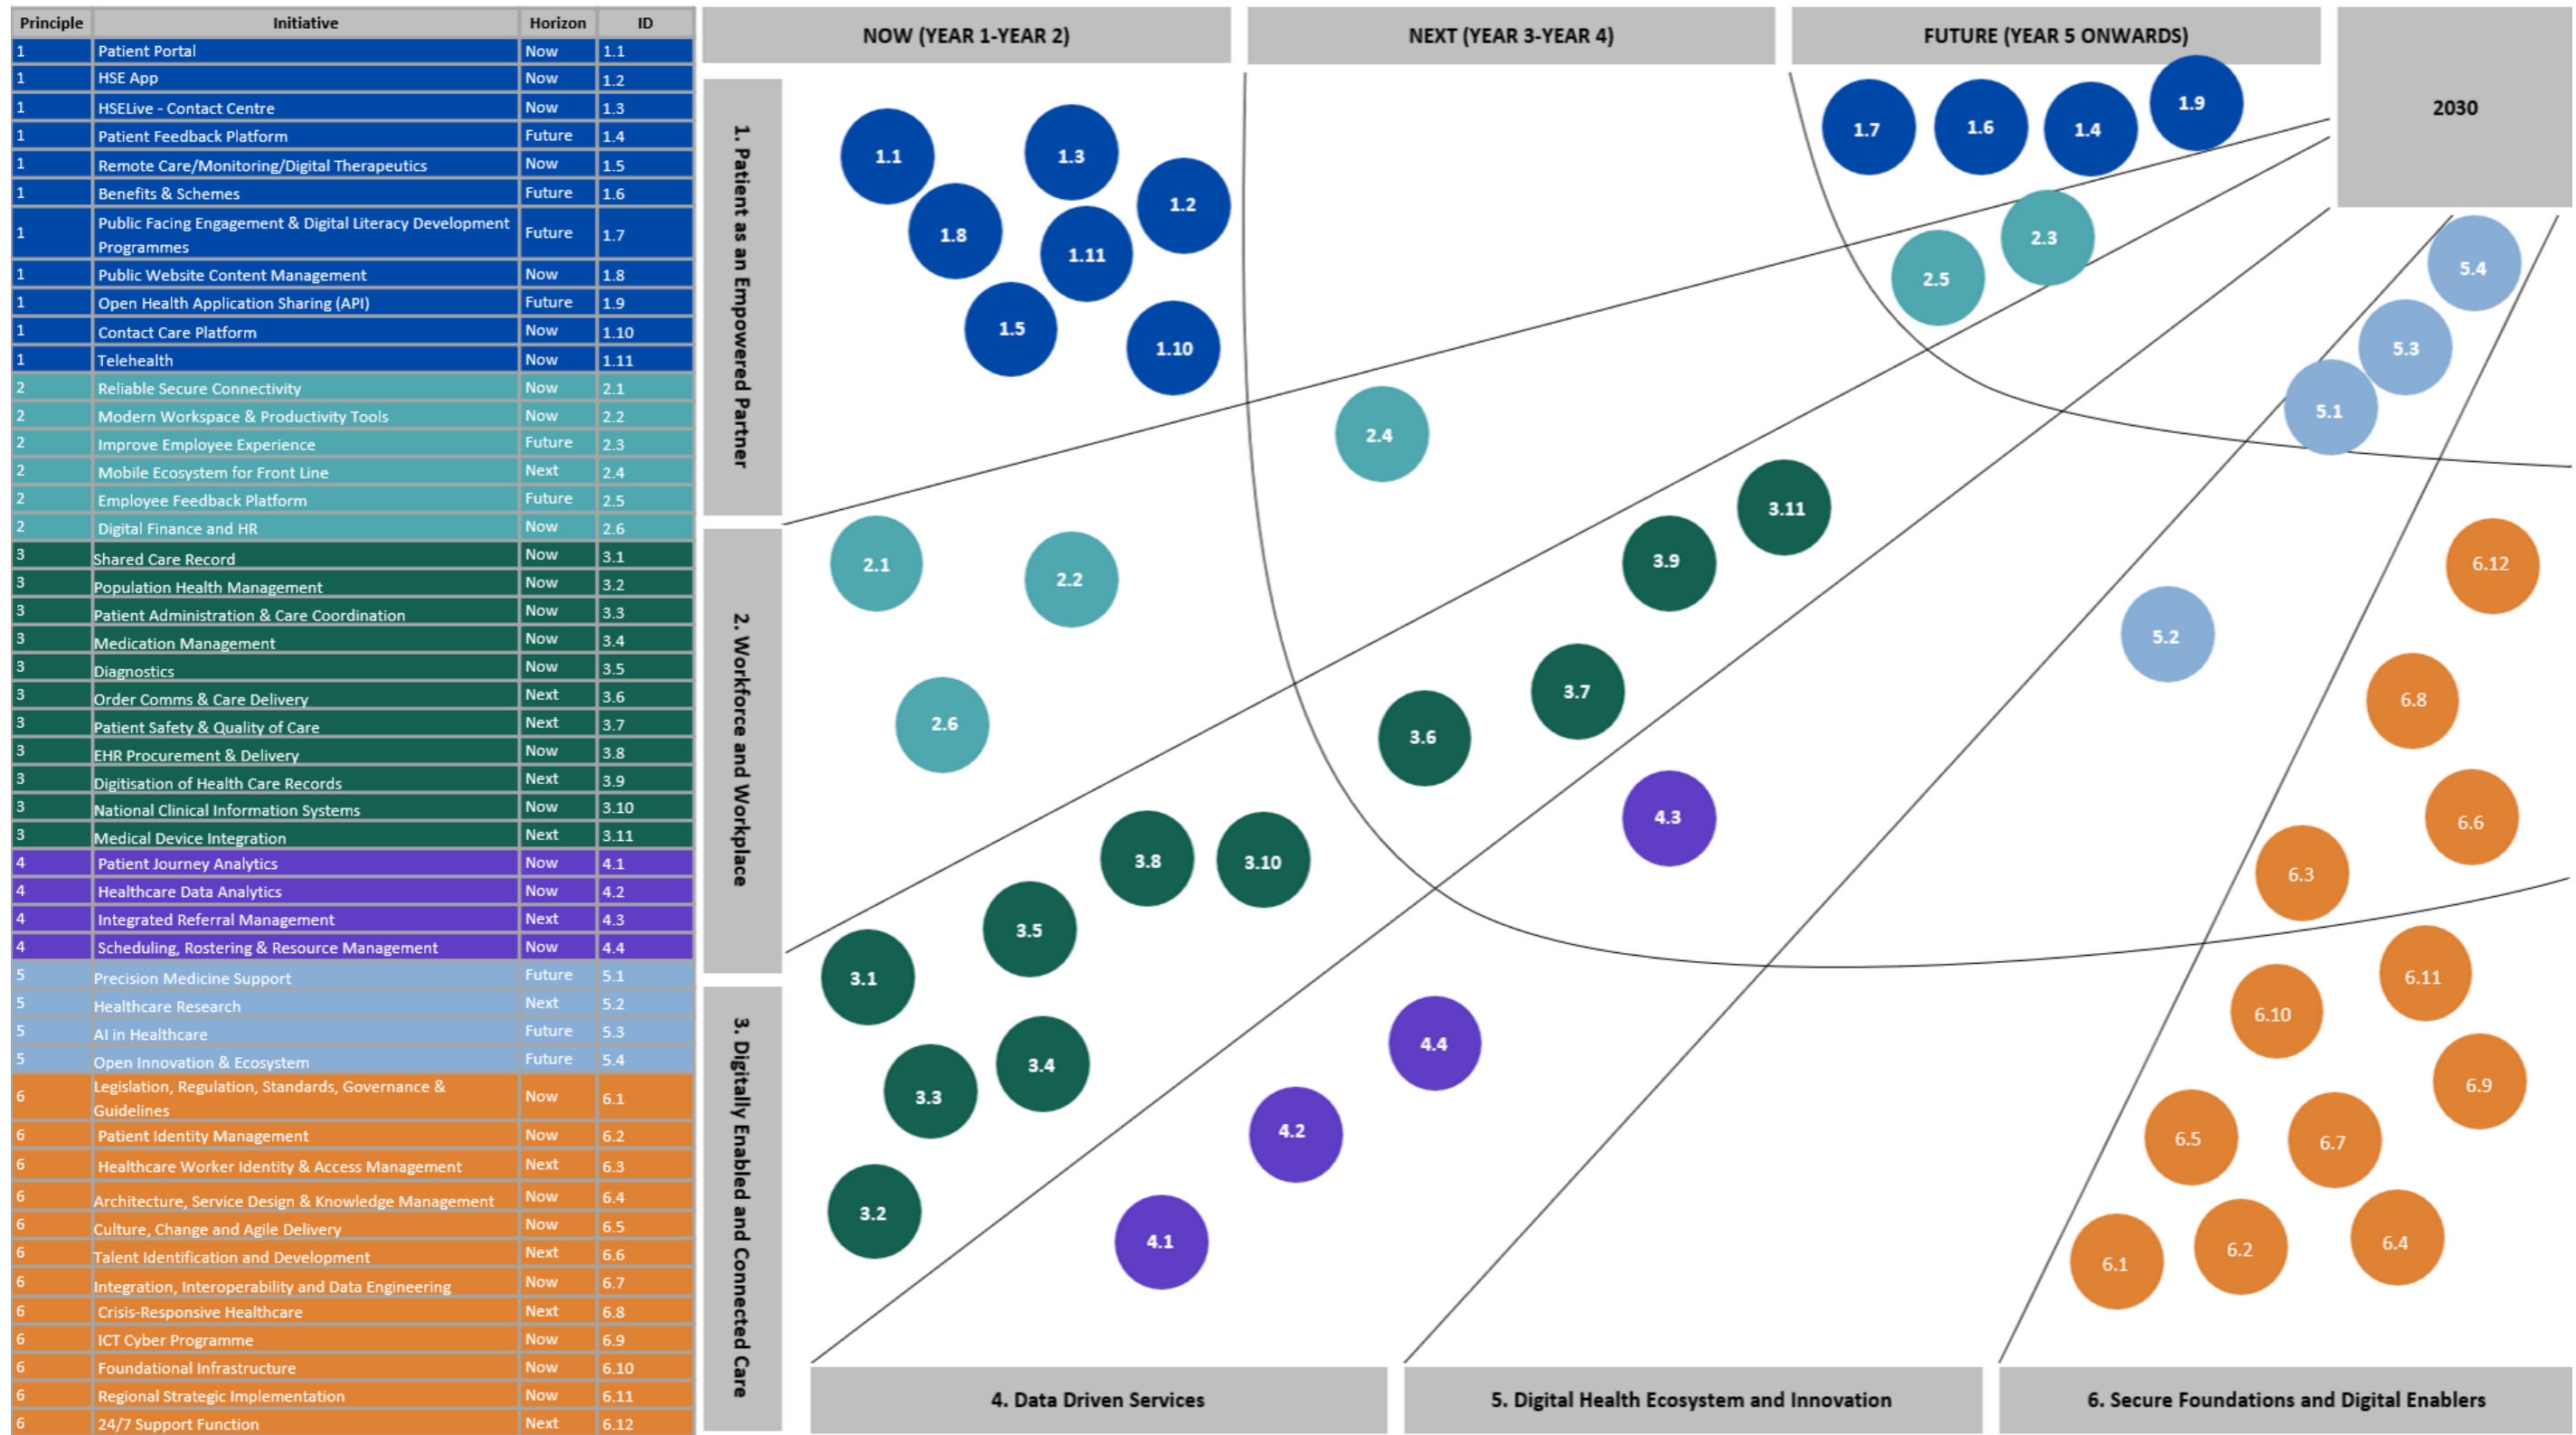 Principle Initiative Horizon ID
1 Patient Portal Now 1.1
1 HSE App Now 1.2
1 HSELive - Contact Centre Now 1.3
1 Patient Feedback Platform Future 1.4
1 Remote Care/Monitoring/Digital Therapeutics Now 1.5
1 Benefits & Schemes Future 1.6
1 Public Facing Engagement & Digital Literacy Development
Programmes Future 1.7
1 Public Website Content Management Now 1.8
1 Open Health Application Sharing (API) Future 1.9
1 Contact Care Platform Now 1.10
1 Telehealth Now 1.11
2 Reliable Secure Connectivity Now 2.1
2 Modern Workspace & Productivity Tools Now 2.2
2 Improve Employee Experience Future 2.3
2 Mobile Ecosystem for Front Line Next 2.4
2 Employee Feedback Platform Future 2.5
2 Digital Finance and HR Now 2.6
3 Shared Care Record Now 3.1
3 Population Health Management Now 3.2
3 Patient Administration & Care Coordination Now 3.3
3 Medication Management Now 3.4
3 Diagnostics Now 3.5
3 Order Comms & Care Delivery Next 3.6
3 Patient Safety & Quality of Care Next 3.7
3 EHR Procurement & Delivery Now 3.8
3 Digitisation of Health Care Records Next 3.9
3 National Clinical Information Systems Now 3.10
3 Medical Device Integration Next 3.11
4 Patient Journey Analytics Now 4.1
4 Healthcare Data Analytics Now 4.2
4 Integrated Referral Management Next 4.3
4 Scheduling, Rostering & Resource Management Now 4.4
5 Precision Medicine Support Future 5.1
5 Healthcare Research Next 5.2
5 AI in Healthcare Future 5.3
5 Open Innovation & Ecosystem Future 5.4
6 Legislation, Regulation, Standards, Governance &
Guidelines Now 6.1
6 Patient Identity Management Now 6.2
6 Healthcare Worker Identity & Access Management Next 6.3
6 Architecture, Service Design & Knowledge Management Now 6.4
6 Culture, Change and Agile Delivery Now 6.5
6 Talent Identification and Development Next 6.6
6 Integration, Interoperability and Data Engineering Now 6.7
6 Crisis-Responsive Healthcare Next 6.8
6 ICT Cyber Programme Now 6.9
6 Foundational Infrastructure Now 6.10
6 Regional Strategic Implementation Now 6.11
6 24/7 Support Function Next 6.12
NOW (YEAR 1-YEAR 2)
NEXT (YEAR 3-YEAR 4)
FUTURE (YEAR 5 ONWARDS)
2030
1. Patient as an Empowered Partner
1.1
1.3
1.2
1.8
1.11
1.5
1.10
1.7
1.6
1.4
1.9
2. Workforce and Workplace
2.1
2.2
2.6
2.4
2.5
2.3
3. Digitally Enabled and Connected Care
3.1
3.5
3.8
3.10
3.3
3.4
3.2
3.6
3.7
3.9
3.11
4.1
4.2
4.4
4.3
5.2
5.1
5.3
5.4
6.12
6.8
6.6
6.3
6.11
6.10
6.9
6.5
6.7
6.1
6.2
6.4
4. Data Driven Services
5. Digital Health Ecosystem and Innovation
6. Secure Foundations and Digital Enablers